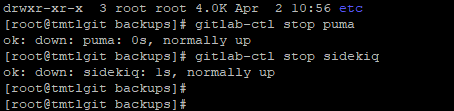 drwxr-xr-x  3 root root 4.0K Apr  2 10:56 etc
[root@tmtlgit backups]# gitlab-ctl stop puma
ok: down: puma: 0s, normally up
[root@tmtlgit backups]# gitlab-ctl stop sidekiq
ok: down: sidekiq: 1s, normally up
[root@tmtlgit backups]#
[root@tmtlgit backups]#